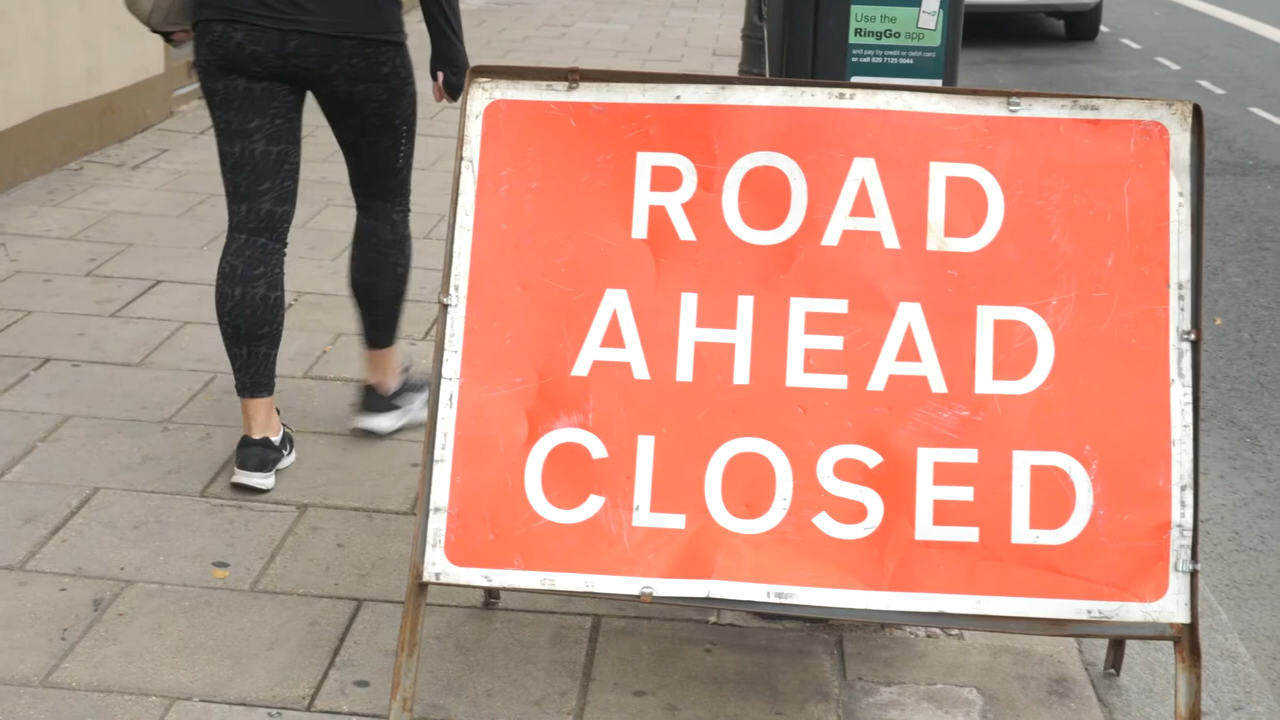 Use the
RingGo app
and pay by credit or debit card
or call 020 7125 0044
ROAD
AHEAD
CLOSED